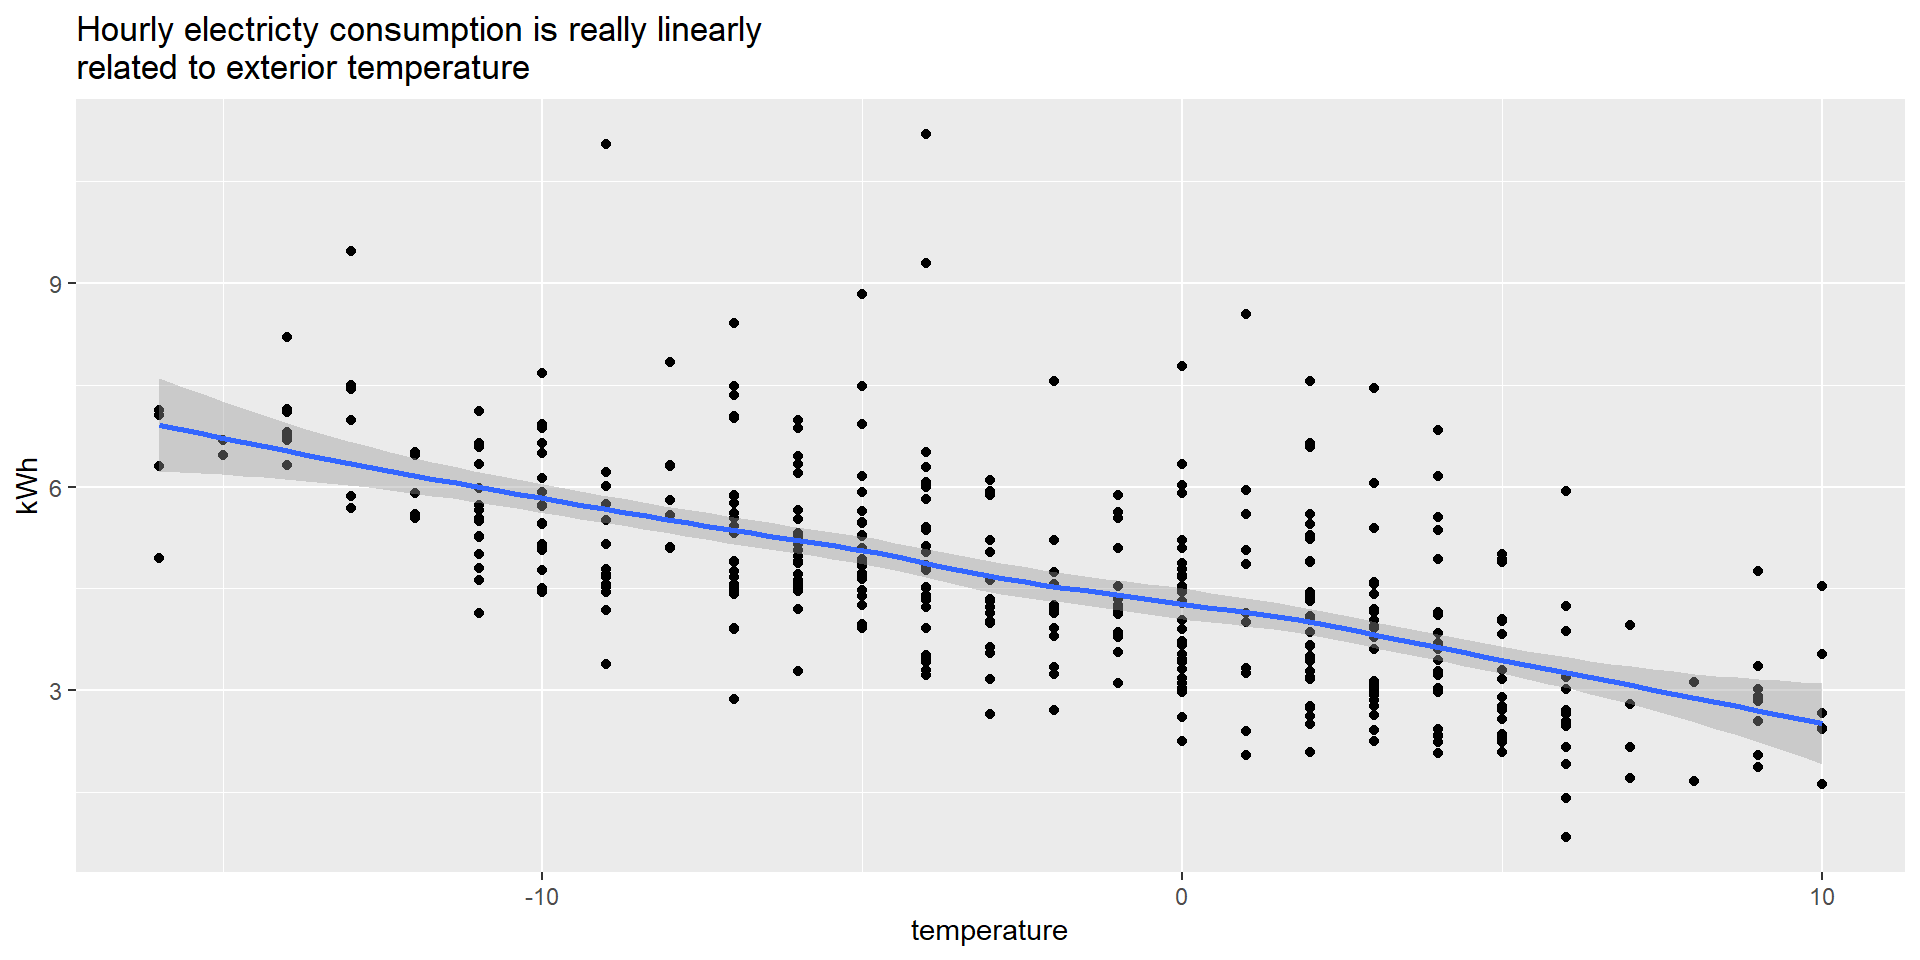 Hourly electricty consumption is really linearly
related to exterior temperature
kWh
9
6
3
-10
0
10
temperature